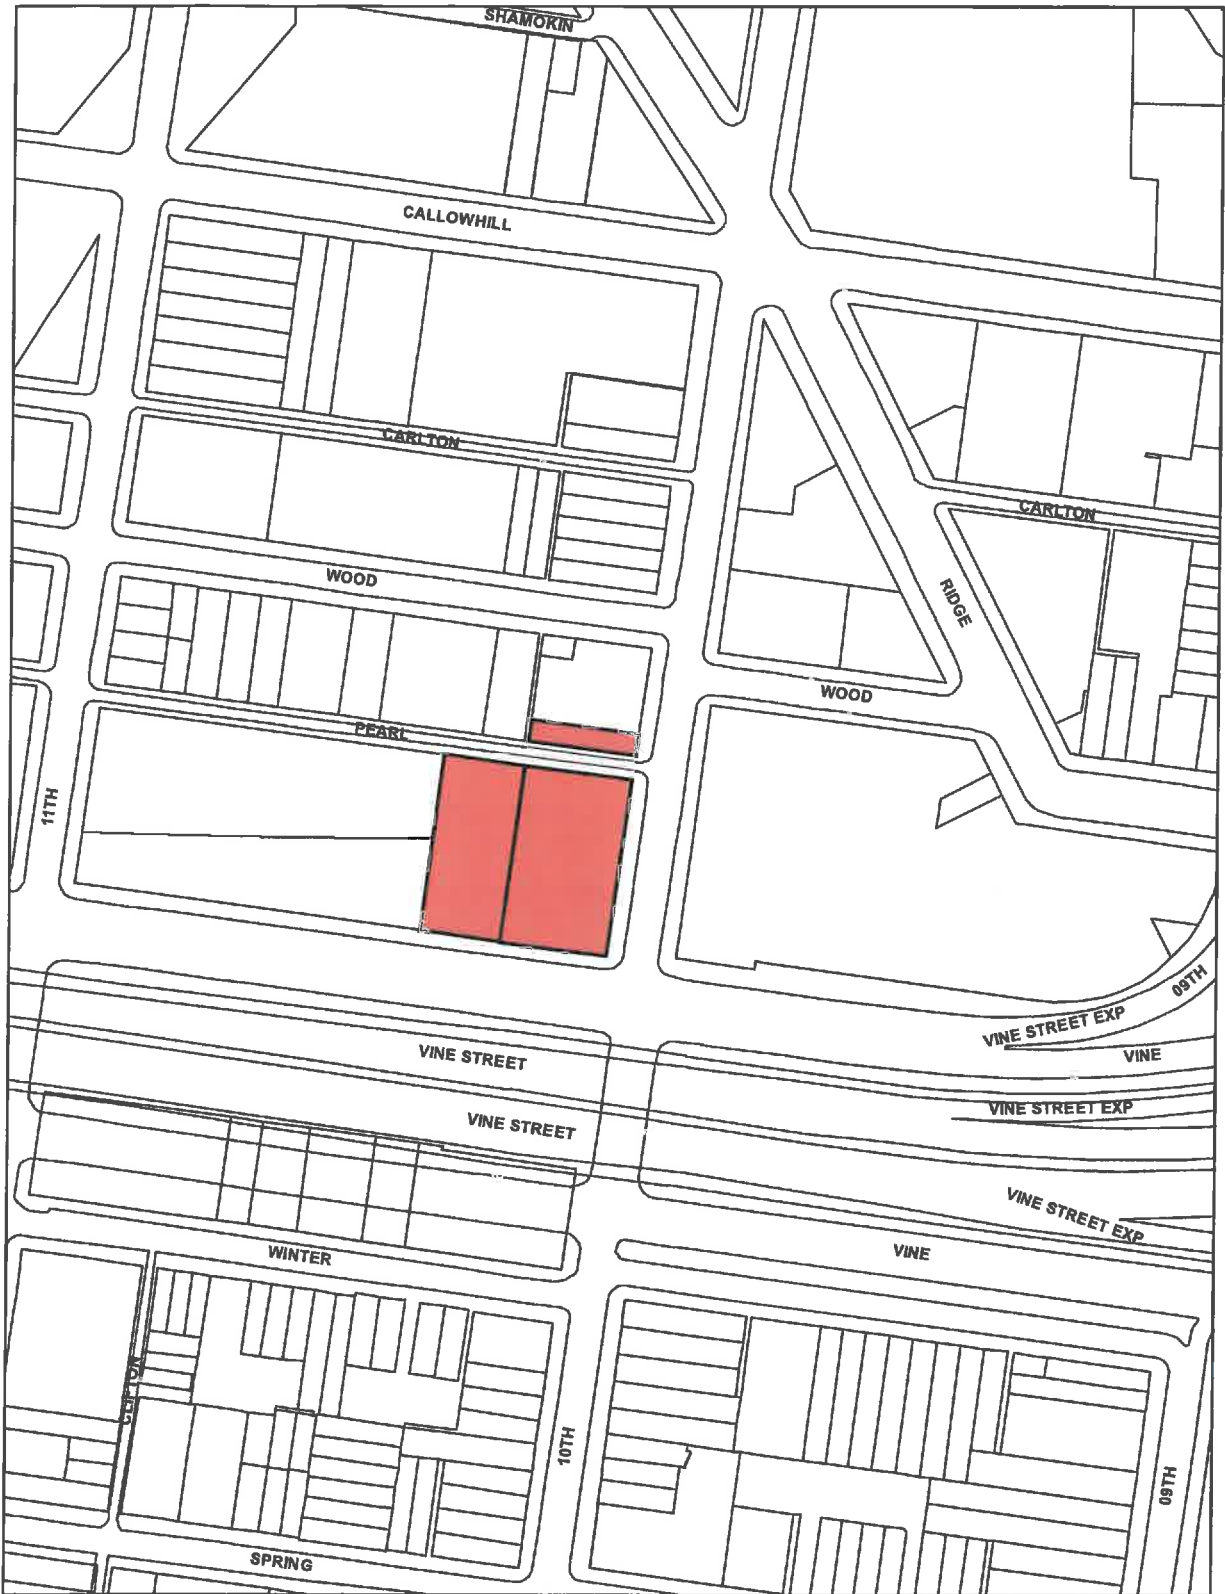 SHAMOKIN
CALLOWHILL
CARLTON
CARLTON
WOOD
RIDGE
WOOD
PEARL
11TH
09TH
VINE STREET EXP
VINE STREET
VINE
VINE STREET EXP
VINE STREET
VINE STREET EXP
WINTER
VINE
CLIFTON
10TH
09TH
SPRING